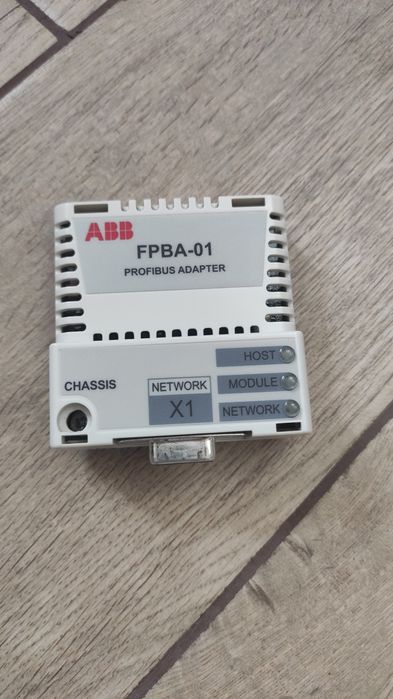 ABB
FPBA-01
PROFIBUS ADAPTER
HOST
CHASSIS
NETWORK
MODULE
X1
NETWORK